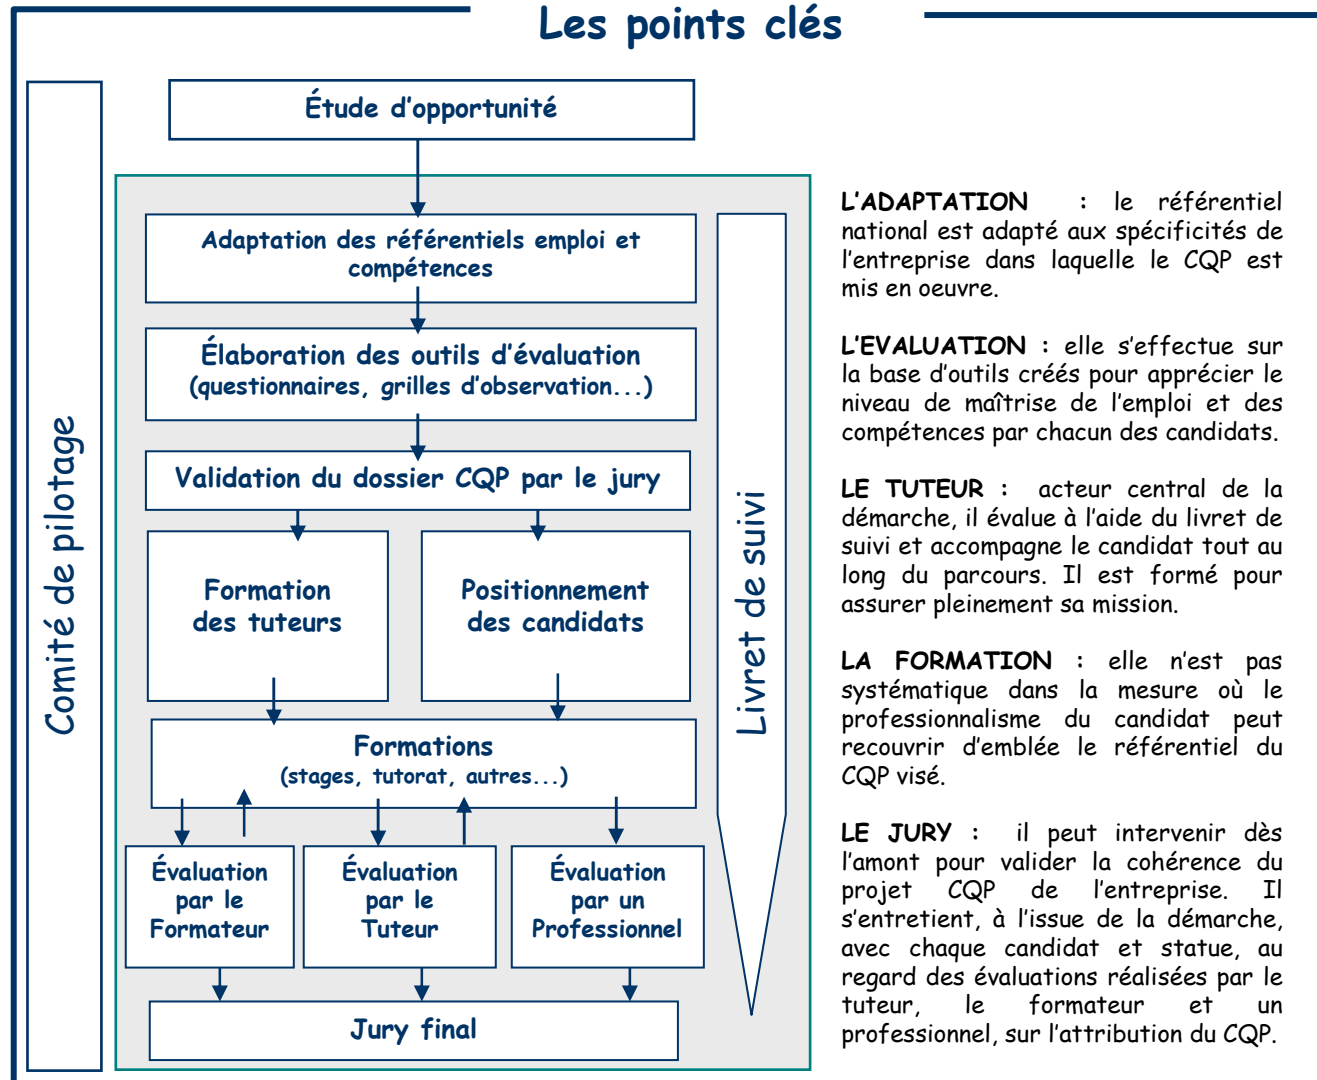 Les points clés
Comité de pilotage
Étude d'opportunité
Adaptation des référentiels emploi et
compétences
Élaboration des outils d'évaluation
(questionnaires, grilles d'observation...)
Validation du dossier CQP par le jury
Formation
des tuteurs
Positionnement
des candidats
Formations
(stages, tutorat, autres...)
Évaluation
par le
Formateur
Évaluation
par le
Tuteur
Évaluation
par un
Professionnel
Jury final
Livret de suivi
L'ADAPTATION : le référentiel
national est adapté aux spécificités de
l'entreprise dans laquelle le CQP est
mis en oeuvre.
L'EVALUATION : elle s'effectue sur
la base d'outils créés pour apprécier le
niveau de maîtrise de l'emploi et des
compétences par chacun des candidats.
LE TUTEUR : acteur central de la
démarche, il évalue à l'aide du livret de
suivi et accompagne le candidat tout au
long du parcours. Il est formé pour
assurer pleinement sa mission.
LA FORMATION : elle n'est pas
systématique dans la mesure où le
professionnalisme du candidat peut
recouvrir d'emblée le référentiel du
CQP visé.
LE JURY : il peut intervenir dès
l'amont pour valider la cohérence du
projet CQP de l'entreprise. Il
s'entretient, à l'issue de la démarche,
avec chaque candidat et statue, au
regard des évaluations réalisées par le
tuteur, le formateur et un
professionnel, sur l'attribution du CQP.